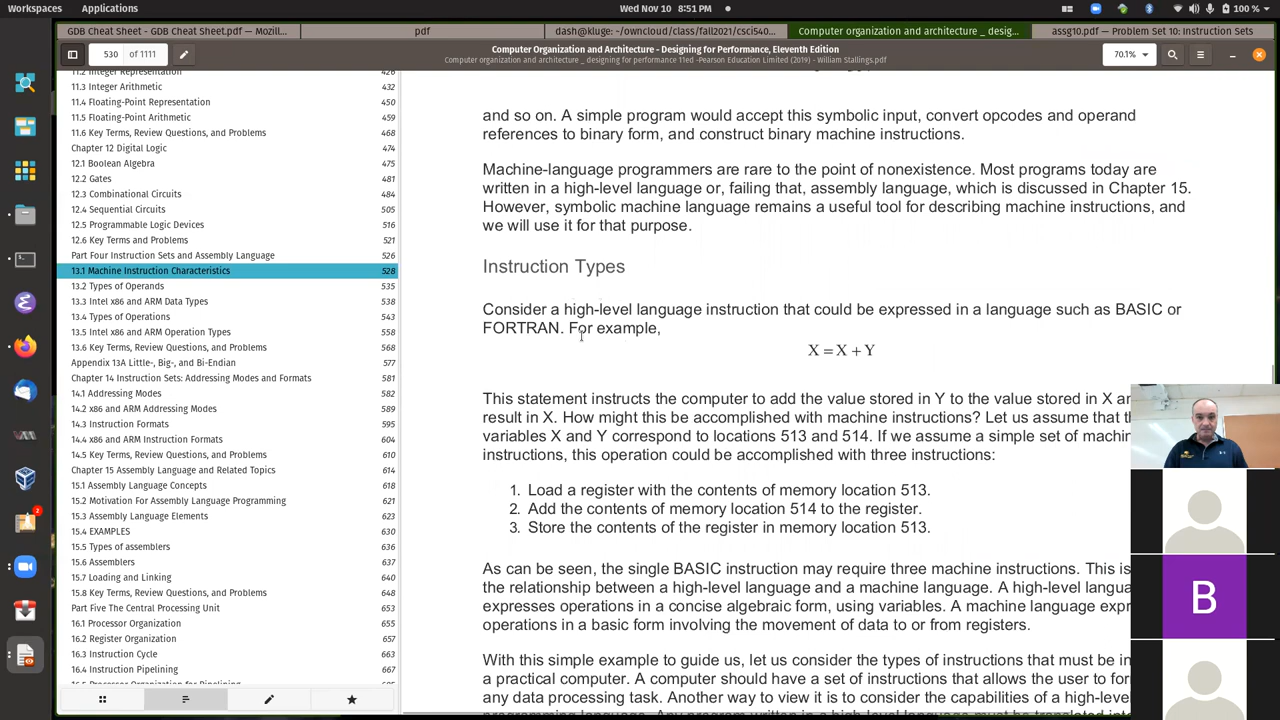 Workspaces Applications Wed Nov 10 8:51 PM 100 %
GDB Cheat Sheet - GDB Cheat Sheet.pdf — Mozill... pdf dash@kluge: ~/owncloud/class/fall2021/csci540... Computer organization and architecture _ desig... assg10.pdf — Problem Set 10: Instruction Sets
530 of 1111 Computer Organization and Architecture - Designing for Performance, Eleventh Edition 70.1%
Computer organization and architecture _ designing for performance 11ed -Pearson Education Limited (2019) - William Stallings.pdf
11.2 Integer Representation 426
11.3 Integer Arithmetic 432
11.4 Floating-Point Representation 450
11.5 Floating-Point Arithmetic 459
11.6 Key Terms, Review Questions, and Problems 468
Chapter 12 Digital Logic 474
12.1 Boolean Algebra 475
12.2 Gates 481
12.3 Combinational Circuits 484
12.4 Sequential Circuits 505
12.5 Programmable Logic Devices 516
12.6 Key Terms and Problems 521
Part Four Instruction Sets and Assembly Language 526
13.1 Machine Instruction Characteristics 528
13.2 Types of Operands 535
13.3 Intel x86 and ARM Data Types 538
13.4 Types of Operations 543
13.5 Intel x86 and ARM Operation Types 558
13.6 Key Terms, Review Questions, and Problems 568
Appendix 13A Little-, Big-, and Bi-Endian 577
Chapter 14 Instruction Sets: Addressing Modes and Formats 581
14.1 Addressing Modes 582
14.2 x86 and ARM Addressing Modes 589
14.3 Instruction Formats 595
14.4 x86 and ARM Instruction Formats 604
14.5 Key Terms, Review Questions, and Problems 610
Chapter 15 Assembly Language and Related Topics 614
15.1 Assembly Language Concepts 618
15.2 Motivation For Assembly Language Programming 621
15.3 Assembly Language Elements 623
15.4 EXAMPLES 630
15.5 Types of assemblers 636
15.6 Assemblers 637
15.7 Loading and Linking 640
15.8 Key Terms, Review Questions, and Problems 648
Part Five The Central Processing Unit 653
16.1 Processor Organization 655
16.2 Register Organization 657
16.3 Instruction Cycle 663
16.4 Instruction Pipelining 667
and so on. A simple program would accept this symbolic input, convert opcodes and operand
references to binary form, and construct binary machine instructions.
Machine-language programmers are rare to the point of nonexistence. Most programs today are
written in a high-level language or, failing that, assembly language, which is discussed in Chapter 15.
However, symbolic machine language remains a useful tool for describing machine instructions, and
we will use it for that purpose.
Instruction Types
Consider a high-level language instruction that could be expressed in a language such as BASIC or
FORTRAN. For example,
X = X + Y
This statement instructs the computer to add the value stored in Y to the value stored in X
result in X. How might this be accomplished with machine instructions? Let us assume that
variables X and Y correspond to locations 513 and 514. If we assume a simple set of
instructions, this operation could be accomplished with three instructions:
1. Load a register with the contents of memory location 513.
2. Add the contents of memory location 514 to the register.
3. Store the contents of the register in memory location 513.
As can be seen, the single BASIC instruction may require three machine instructions. This is
the relationship between a high-level language and a machine language. A high-level
expresses operations in a concise algebraic form, using variables. A machine language
operations in a basic form involving the movement of data to or from registers.
With this simple example to guide us, let us consider the types of instructions that must be
a practical computer. A computer should have a set of instructions that allows the user to
any data processing task. Another way to view it is to consider the capabilities of a
B
2